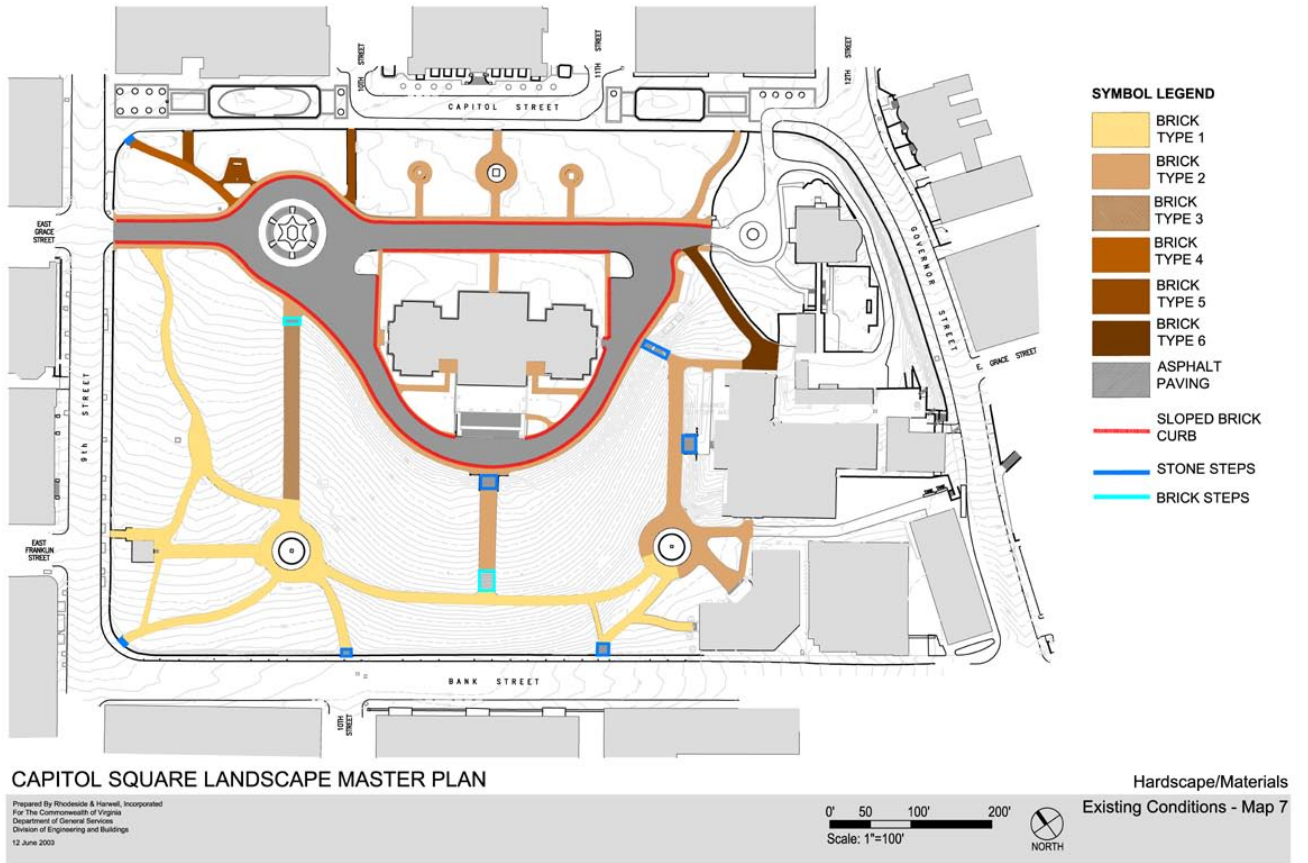 10TH
STREET
11TH
STREET
12TH
STREET
CAPITOL STREET
EAST
GRACE
STREET
GOVERNOR STREET
E. GRACE STREET
9th STREET
EAST
FRANKLIN
STREET
BANK STREET
10TH
STREET
SYMBOL LEGEND
BRICK
TYPE 1
BRICK
TYPE 2
BRICK
TYPE 3
BRICK
TYPE 4
BRICK
TYPE 5
BRICK
TYPE 6
ASPHALT
PAVING
SLOPED BRICK
CURB
STONE STEPS
BRICK STEPS
CAPITOL SQUARE LANDSCAPE MASTER PLAN
Hardscape/Materials
Prepared By Rhodeside & Harwell, Incorporated
For The Commonwealth of Virginia
Department of General Services
Division of Engineering and Buildings
12 June 2003
0' 50 100' 200'
Scale: 1"=100'
NORTH
Existing Conditions - Map 7